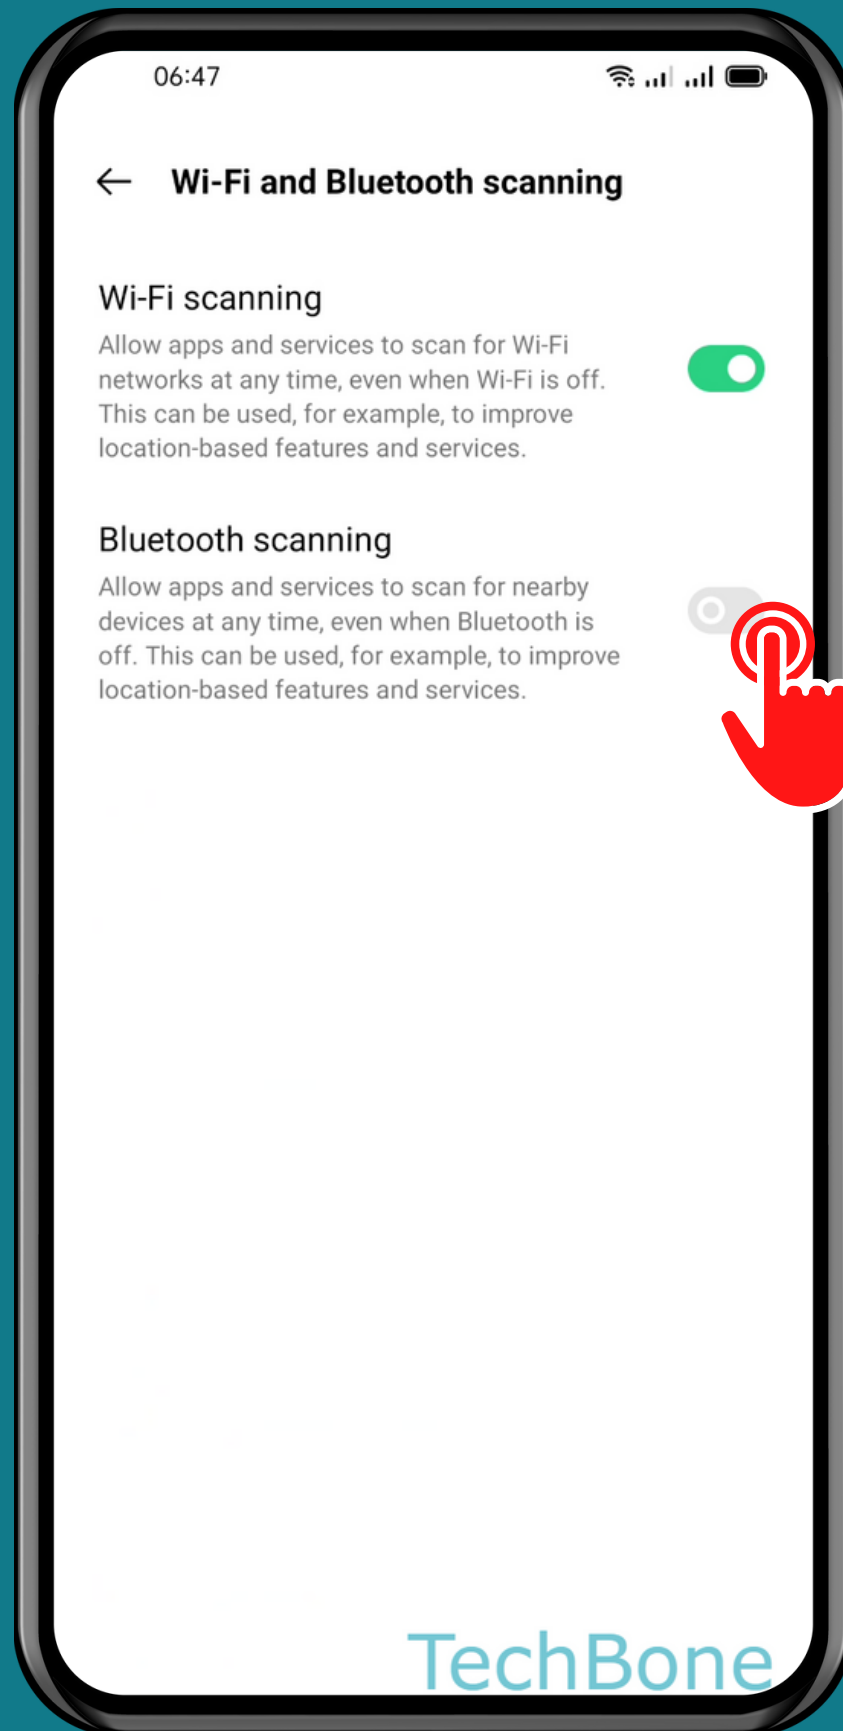 06:47
Wi-Fi and Bluetooth scanning
Wi-Fi scanning
Allow apps and services to scan for Wi-Fi
networks at any time, even when Wi-Fi is off.
This can be used, for example, to improve
location-based features and services.
Bluetooth scanning
Allow apps and services to scan for nearby
devices at any time, even when Bluetooth is
off. This can be used, for example, to improve
location-based features and services.
TechBone